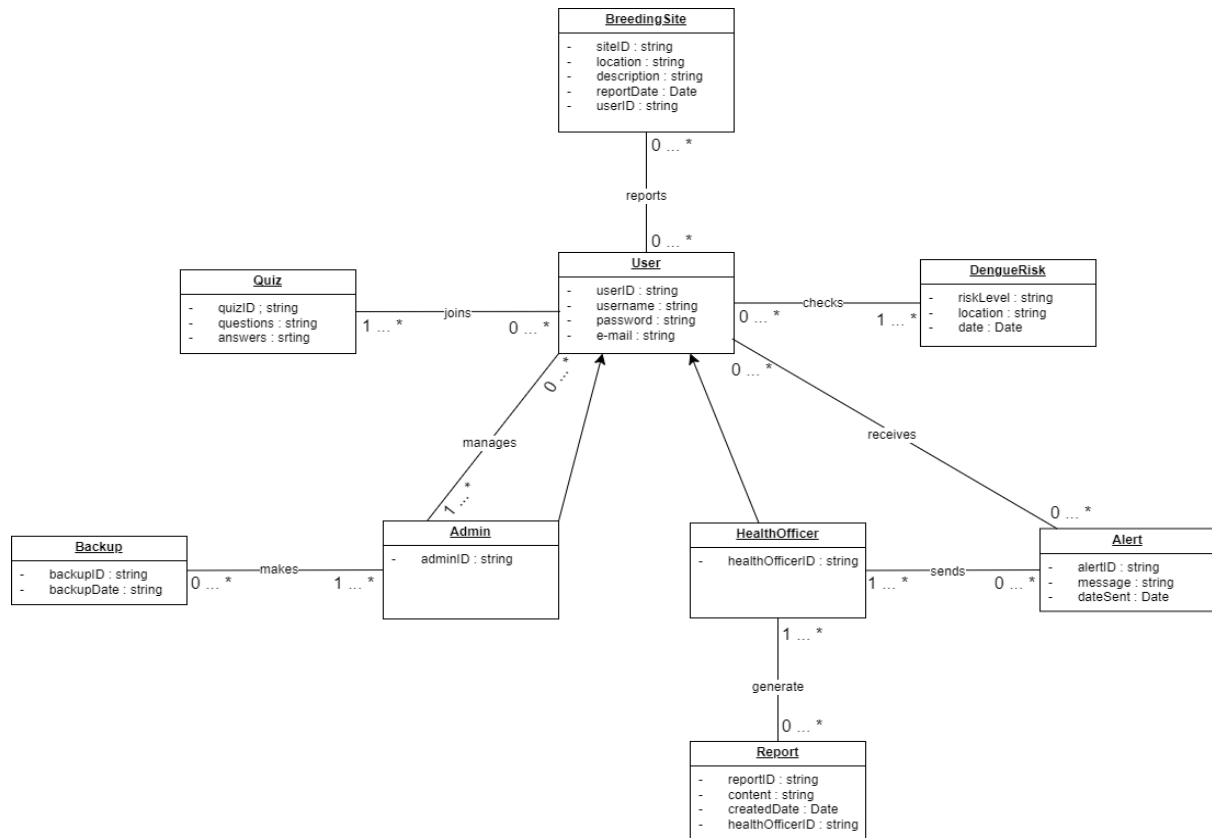 BreedingSite
- siteID : string
- location : string
- description : string
- reportDate : Date
- userID : string
0 ... *
reports
0 ... *
User
- userID : string
- username : string
- password : string
- e-mail : string
Quiz
- quizID ; string
- questions : string
- answers : srting
1 ... *
joins
0 ... *
DengueRisk
- riskLevel : string
- location : string
- date : Date
0 ... *
checks
1 ... *
0 ... *
manages
1 ... *
0 ... *
receives
0 ... *
Backup
- backupID : string
- backupDate : string
0 ... *
makes
1 ... *
Admin
- adminID : string
HealthOfficer
- healthOfficerID : string
1 ... *
sends
0 ... *
Alert
- alertID : string
- message : string
- dateSent : Date
1 ... *
generate
0 ... *
Report
- reportID : string
- content : string
- createdDate : Date
- healthOfficerID : string